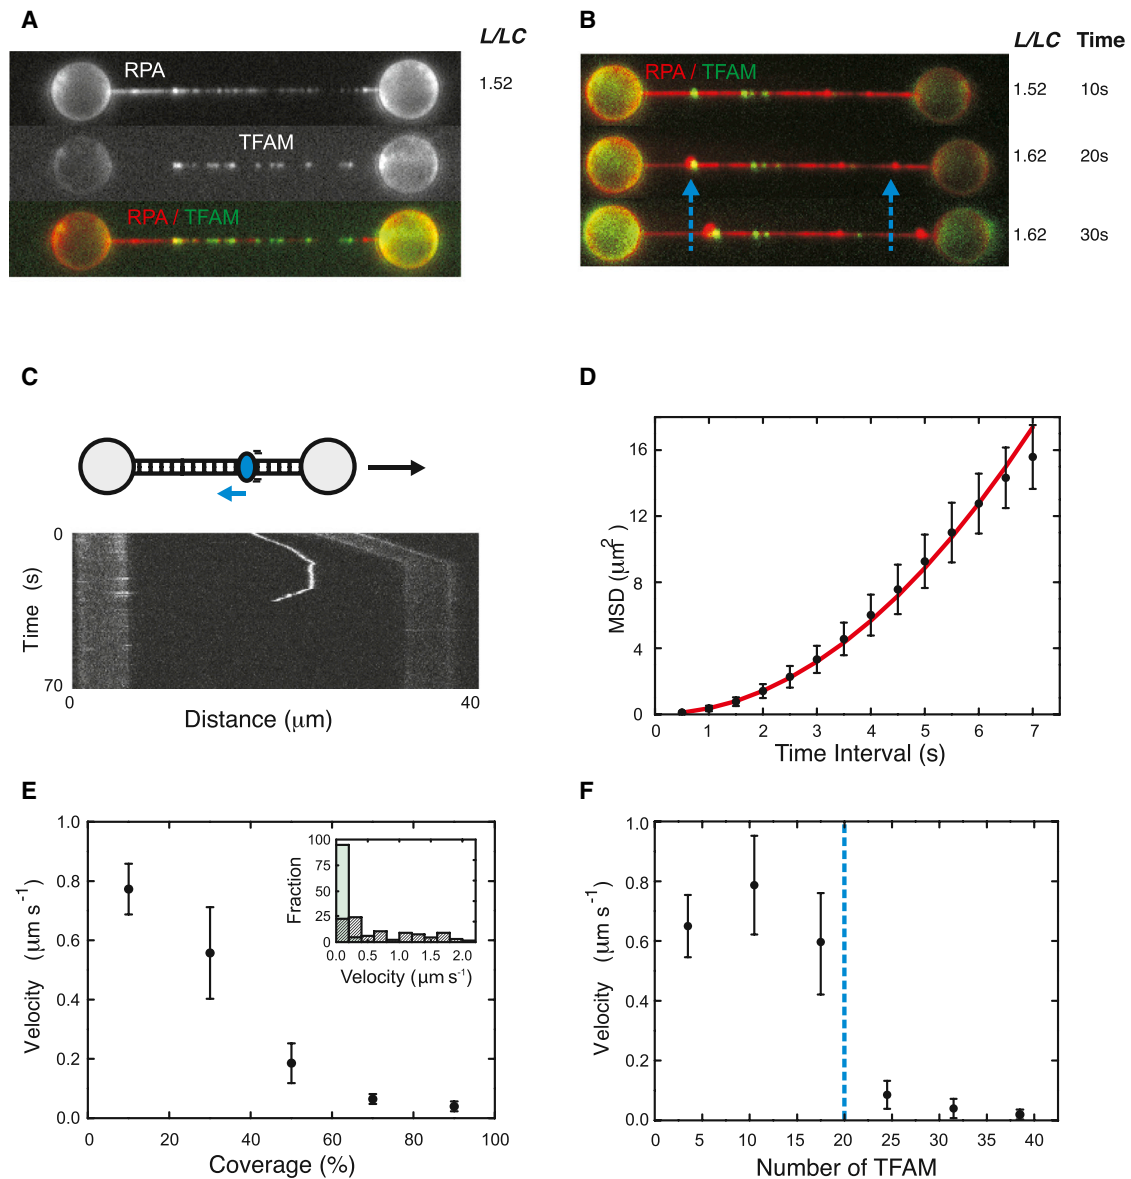 A
L/LC
RPA
1.52
TFAM
RPA / TFAM
B
L/LC Time
RPA / TFAM
1.52 10s
1.62 20s
1.62 30s
C
0
Time (s)
70
0 40
Distance (μm)
D
16
12
8
4
0
MSD (μm²)
0 1 2 3 4 5 6 7
Time Interval (s)
E
1.0
0.8
0.6
0.4
0.2
0.0
Velocity (μm s⁻¹)
0 20 40 60 80 100
Coverage (%)
100
75
50
25
0
Fraction
0.0 0.5 1.0 1.5 2.0
Velocity (μm s⁻¹)
F
1.0
0.8
0.6
0.4
0.2
0.0
Velocity (μm s⁻¹)
0 5 10 15 20 25 30 35 40
Number of TFAM